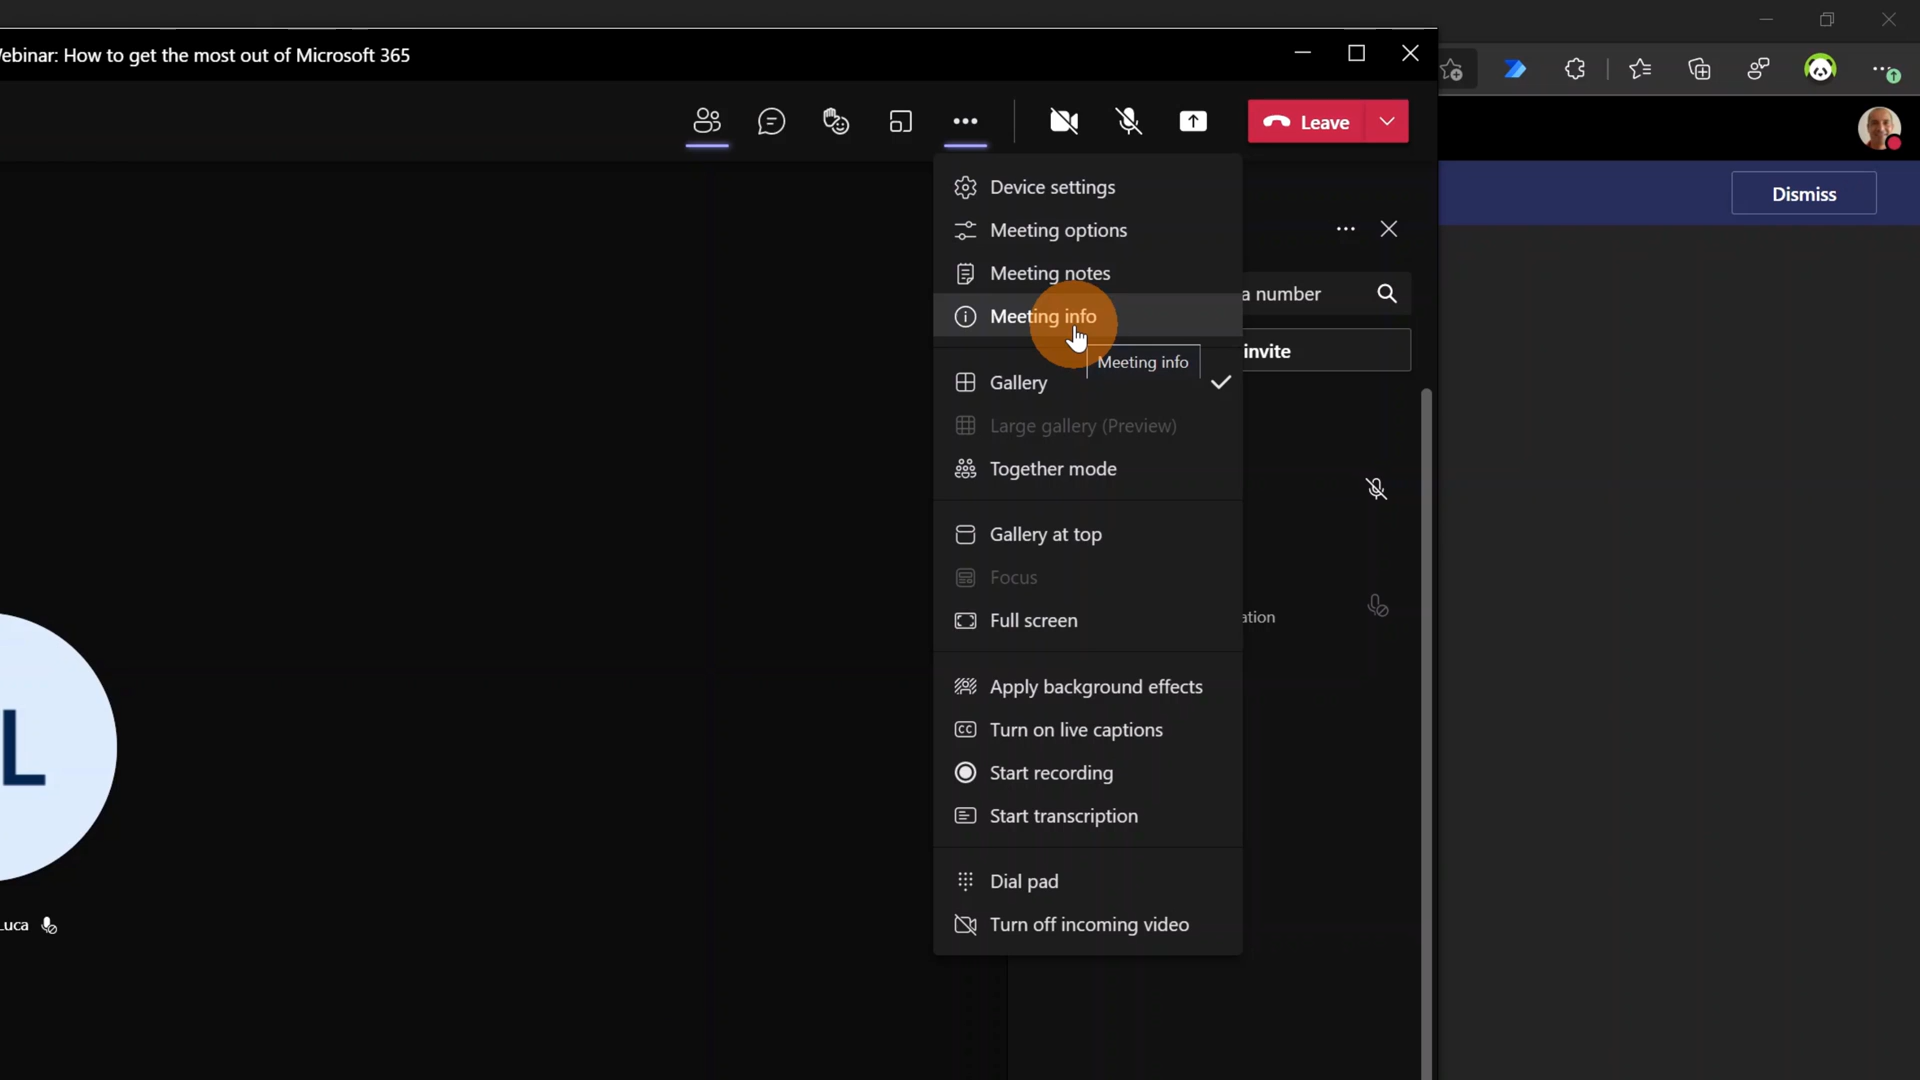 ebinar: How to get the most out of Microsoft 365
Leave
Dismiss
Device settings
Meeting options
Meeting notes
a number
Meeting info
invite
Meeting info
Gallery
Large gallery (Preview)
Together mode
Gallery at top
Focus
ation
Full screen
Apply background effects
L
Turn on live captions
CC
Start recording
Start transcription
Dial pad
Luca
Turn off incoming video